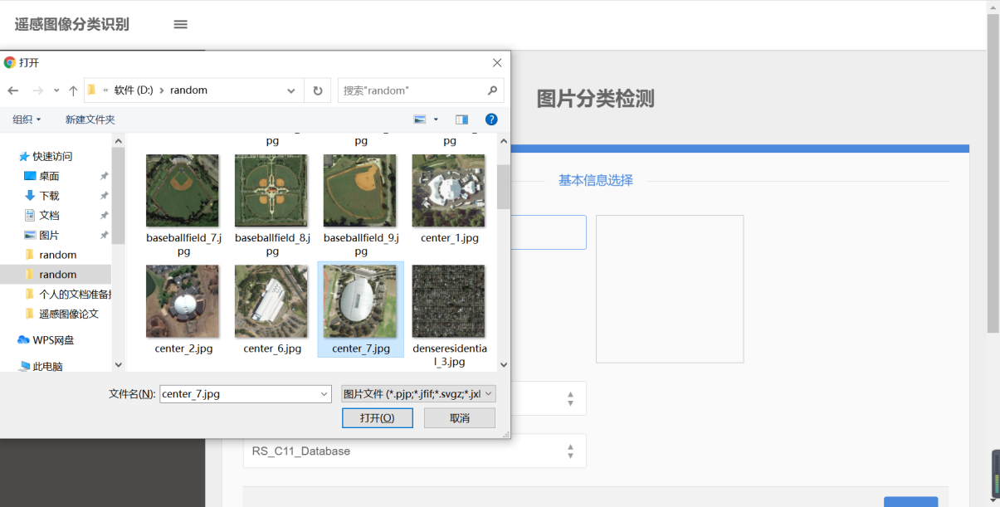 遥感图像分类识别
打开
« 软件 (D:) › random
搜索"random"
组织
新建文件夹
图片分类检测
快速访问
桌面
下载
文档
图片
random
random
个人的文档准备
遥感图像论文
WPS网盘
此电脑
pg
pg
pg
baseballfield_7.j
pg
baseballfield_8.j
pg
baseballfield_9.j
pg
center_1.jpg
center_2.jpg
center_6.jpg
center_7.jpg
denseresidentia
l_3.jpg
基本信息选择
文件名(N):
center_7.jpg
图片文件 (*.pjp;*.jfif;*.svgz;*.jxl
打开(O)
取消
RS_C11_Database